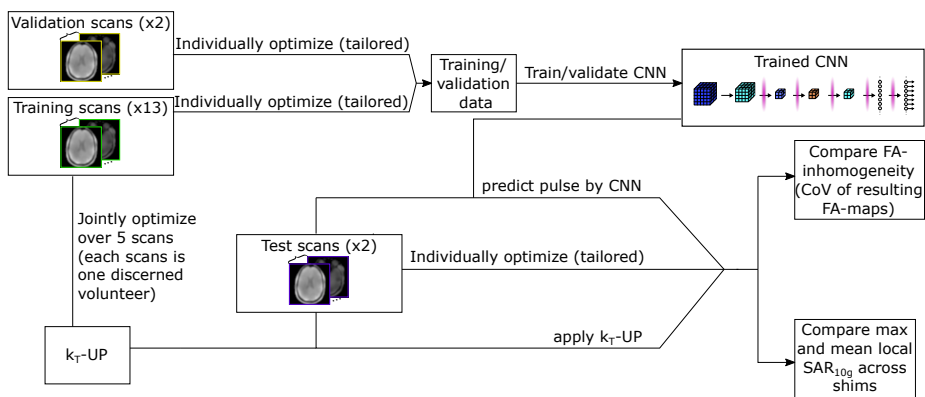 Validation scans (x2)
Individually optimize (tailored)
Training scans (x13)
Individually optimize (tailored)
Training/
validation
data
Train/validate CNN
Trained CNN
Compare FA-
inhomogeneity
(CoV of resulting
FA-maps)
predict pulse by CNN
Jointly optimize
over 5 scans
(each scans is
one discerned
volunteer)
Test scans (x2)
Individually optimize (tailored)
apply kT-UP
kT-UP
Compare max
and mean local
SAR10g across
shims